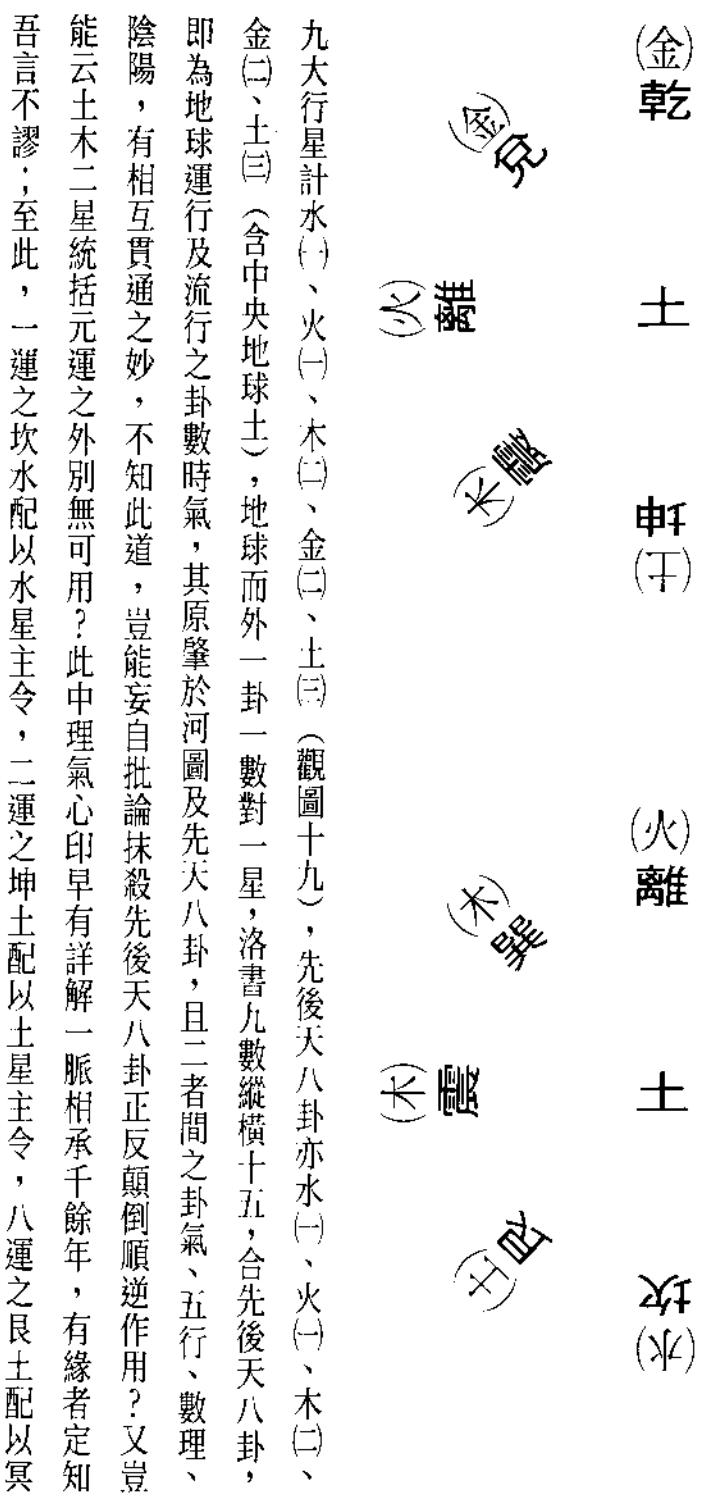 (金)乾
(金)兌
(火)離
土
(木)震
坤(土)
(火)離
(木)巽
(木)震
土
(土)艮
坎(水)
九大行星計水㈠、火㈠、木㈡、金㈡、土㈢（觀圖十九），先後天八卦亦水㈠、火㈠、木㈡、
金㈡、土㈢（含中央地球土），地球而外一卦一數對一星，洛書九數縱橫十五，合先後天八卦，
即為地球運行及流行之卦數時氣，其原肇於河圖及先天八卦，且二者間之卦氣、五行、數理、
陰陽，有相互貫通之妙，不知此道，豈能妄自批論抹殺先後天八卦正反顛倒順逆作用？又豈
能云土木二星統括元運之外別無可用？此中理氣心印早有詳解一脈相承千餘年，有緣者定知
吾言不謬；至此，一運之坎水配以水星主令，二運之坤土配以土星主令，八運之艮土配以冥